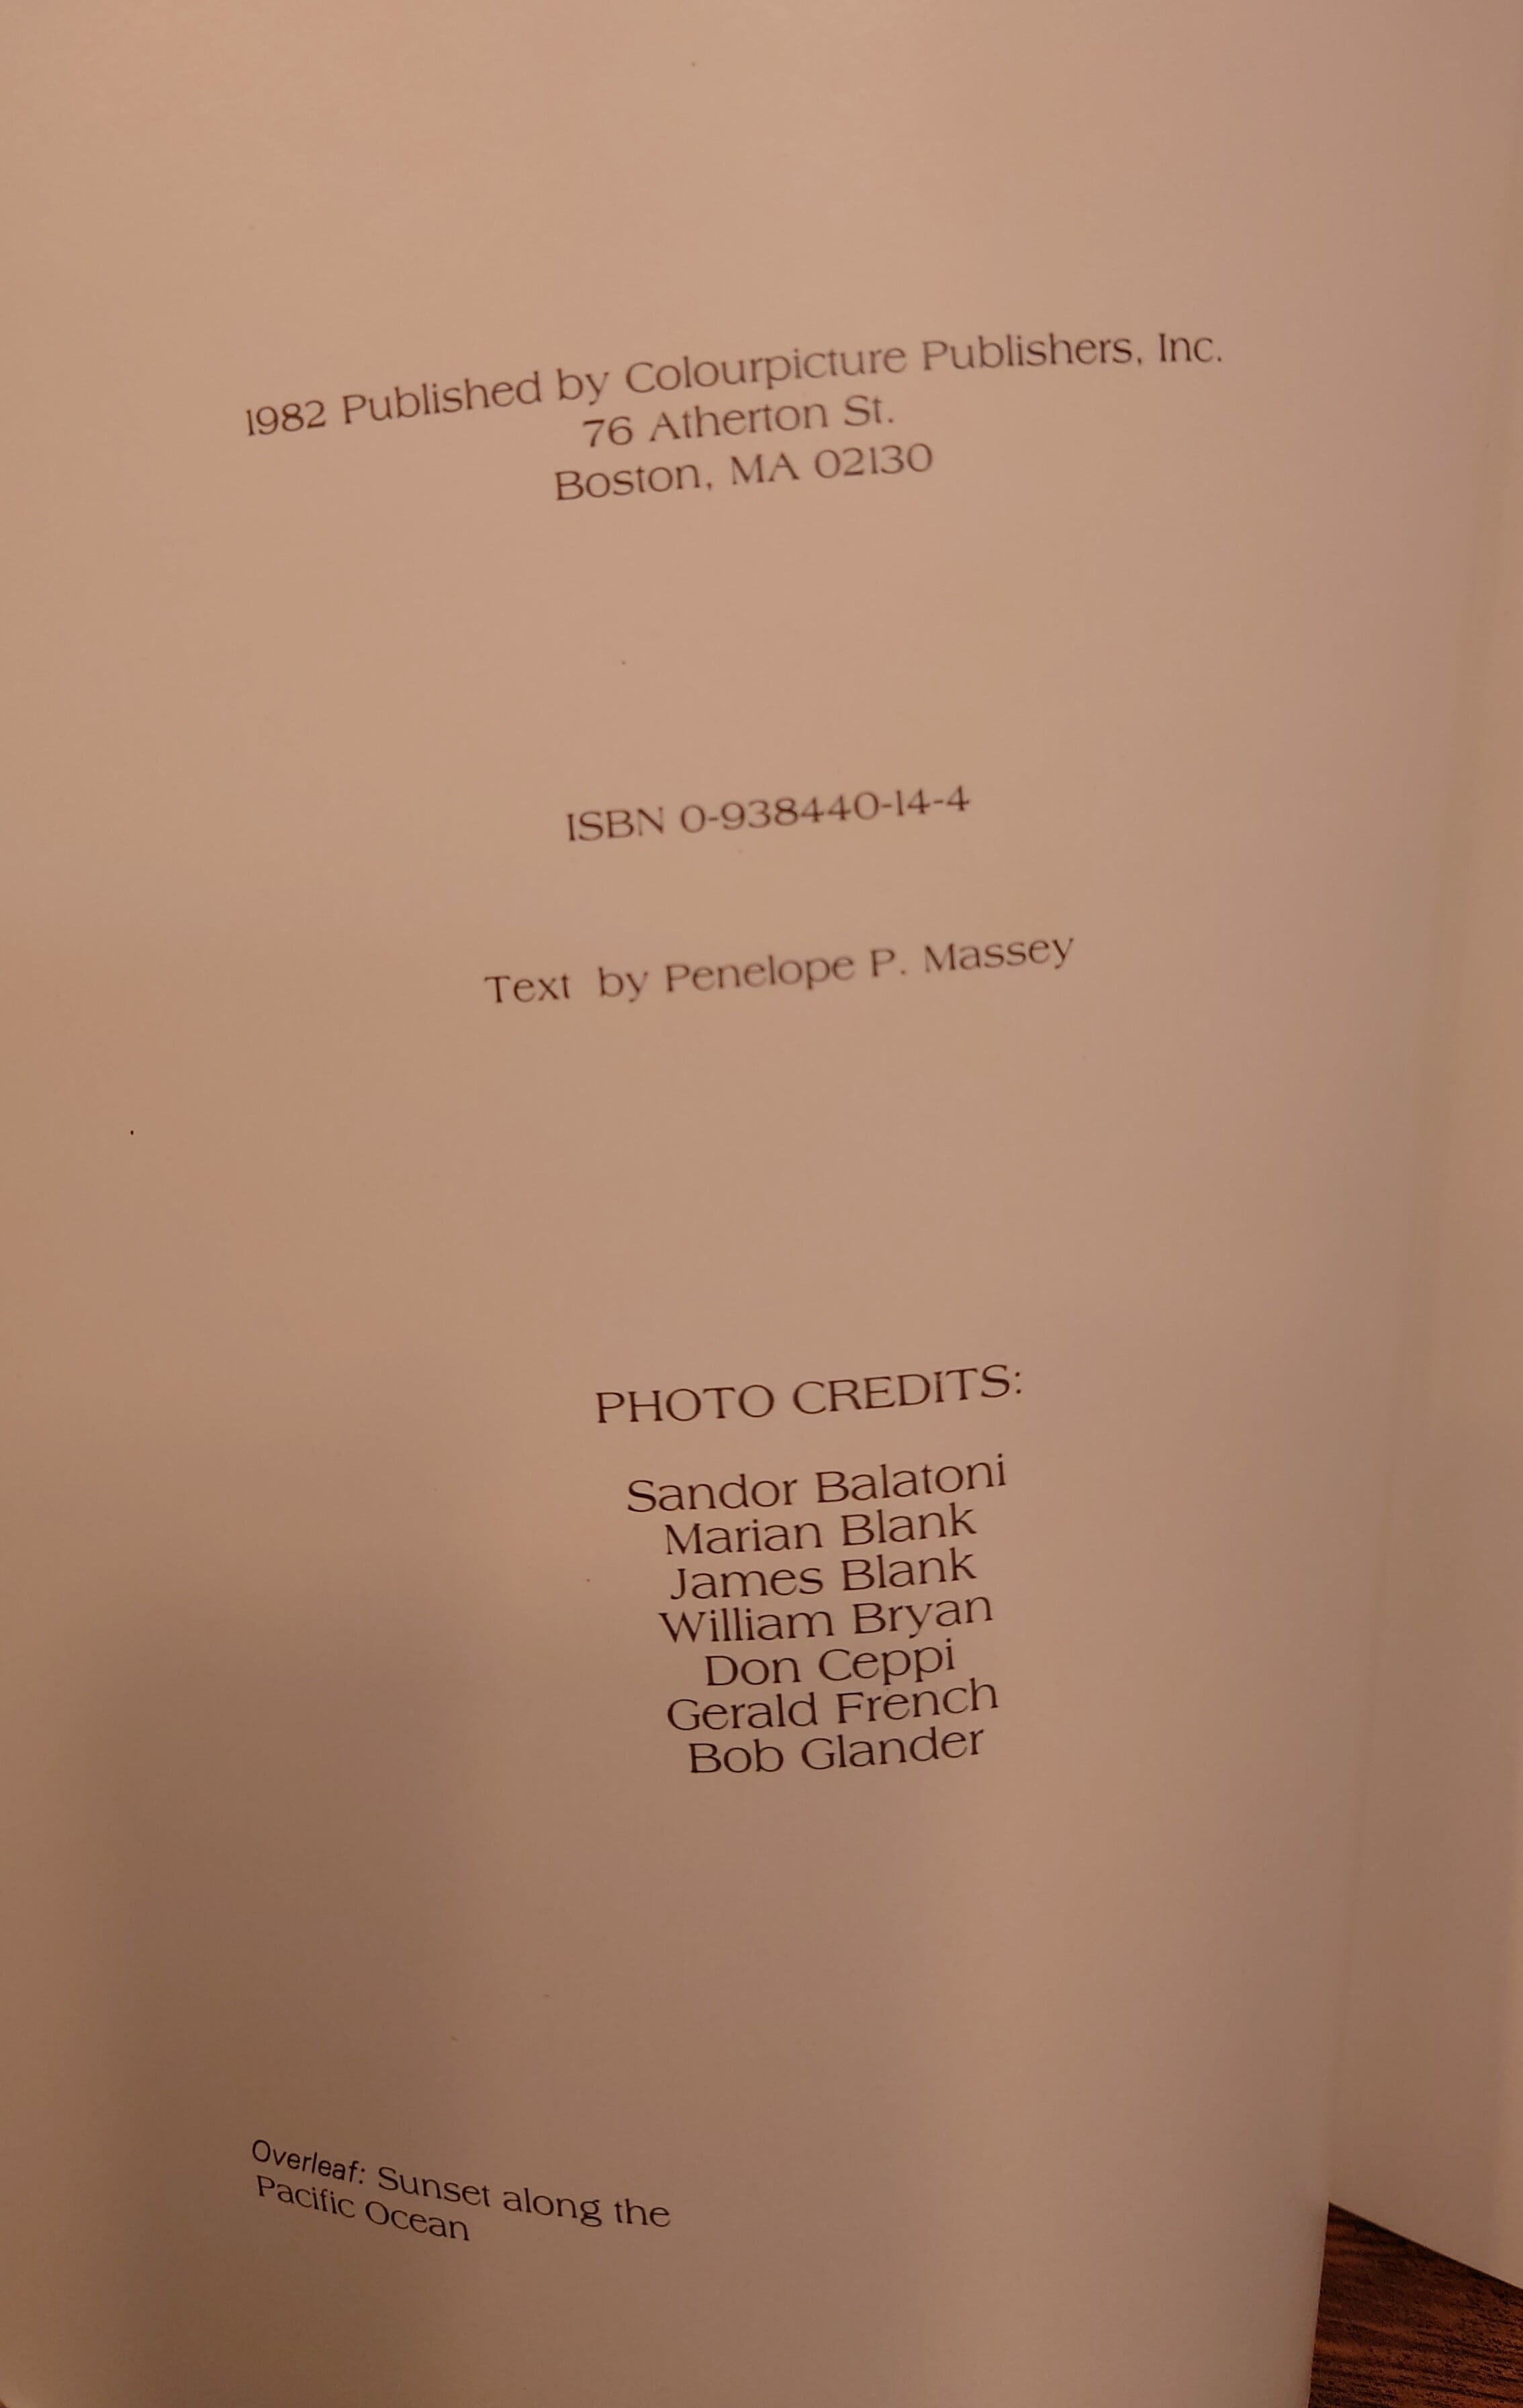 1982 Published by Colourpicture Publishers, Inc.
76 Atherton St.
Boston, MA 02130
ISBN 0-938440-14-4
Text by Penelope P. Massey
PHOTO CREDITS:
Sandor Balatoni
Marian Blank
James Blank
William Bryan
Don Ceppi
Gerald French
Bob Glander
Overleaf: Sunset along the
Pacific Ocean